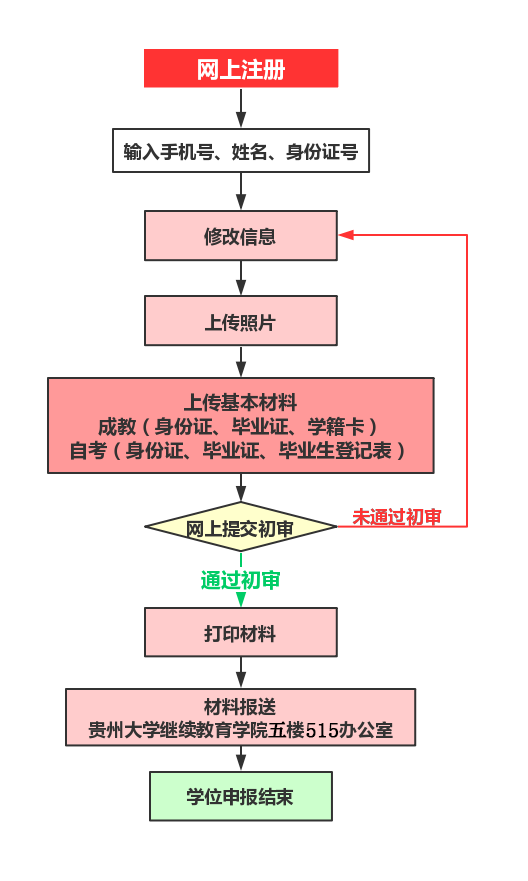 网上注册
输入手机号、姓名、身份证号
修改信息
上传照片
上传基本材料
成教（身份证、毕业证、学籍卡）
自考（身份证、毕业证、毕业生登记表）
网上提交初审
未通过初审
通过初审
打印材料
材料报送
贵州大学继续教育学院五楼515办公室
学位申报结束